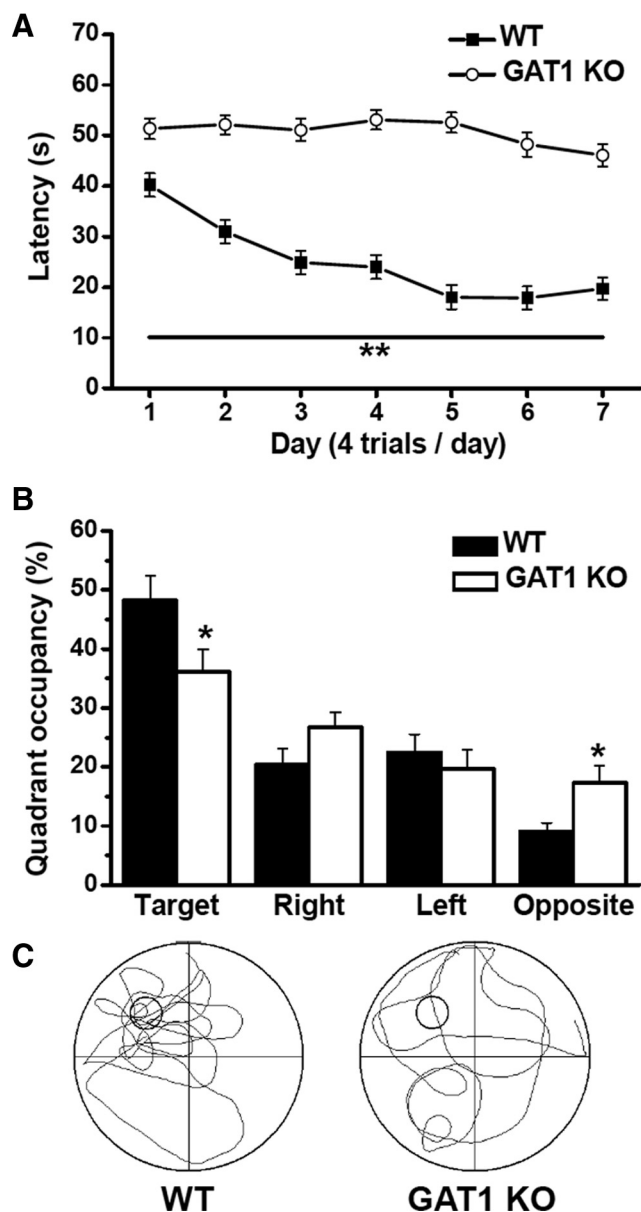 A
70
60
50
40
30
20
10
0
Latency (s)
WT
GAT1 KO
**
1 2 3 4 5 6 7
Day (4 trials / day)
B
60
50
40
30
20
10
0
Quadrant occupancy (%)
WT
GAT1 KO
*
*
Target Right Left Opposite
C
WT GAT1 KO